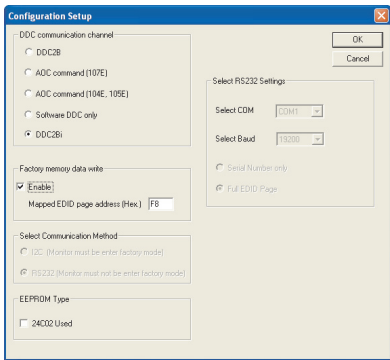 Configuration Setup
DDC communication channel
DDC2B
AOC command (107E)
AOC command (104E, 105E)
Software DDC only
DDC2Bi
OK
Cancel
Select RS232 Settings
Select COM COM1
Select Baud 19200
Serial Number only
Full EDID Page
Factory memory data write
Enable
Mapped EDID page address (Hex.) F8
Select Communication Method
I2C (Monitor must be enter factory mode)
RS232 (Monitor must not be enter factory mode)
EEPROM Type
24C02 Used